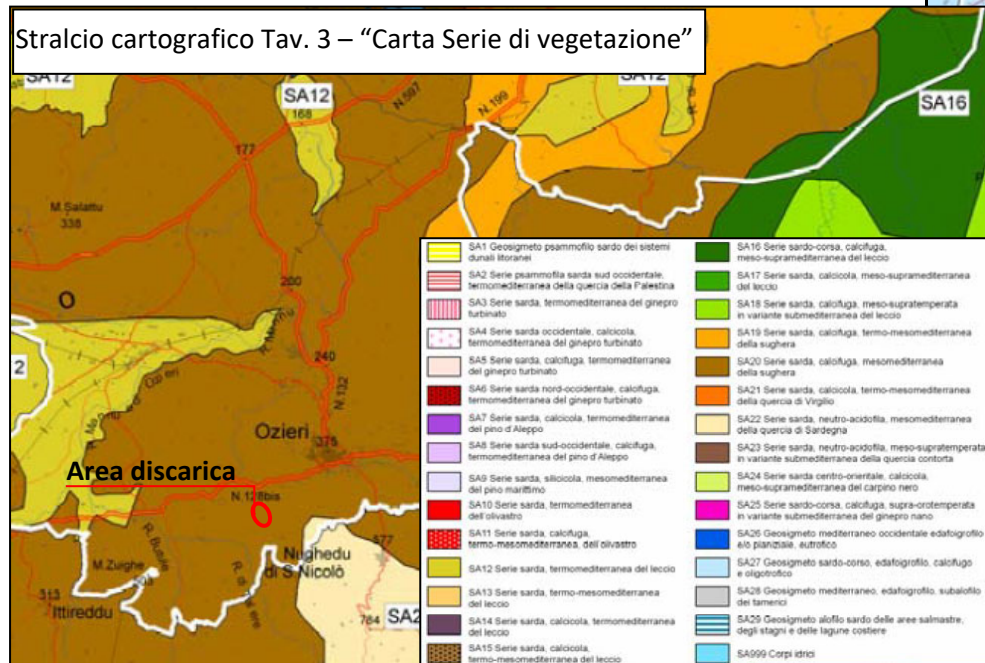 Stralcio cartografico Tav. 3 – “Carta Serie di vegetazione”
SA12
SA12
SA12
168
N.597
N. 199
SA16
177
M.Salattu
338
O
200
R. Mannu
2
240
N. 132
Ozieri
375
Area discarica
N.128bis
R. Butule
M.Zuighe
Nughedu
di S.Nicolò
577
313
Ittireddu
784
SA2
SA1 Geosigmeto psammofilo sardo dei sistemi
dunali litoranei
SA2 Serie psammofila sarda sud occidentale,
termomediterranea della quercia della Palestina
SA3 Serie sarda, termomediterranea del ginepro
turbinato
SA4 Serie sarda occidentale, calcicola,
termomediterranea del ginepro turbinato
SA5 Serie sarda, calcifuga, termomediterranea
del ginepro turbinato
SA6 Serie sarda nord-occidentale, calcifuga,
termomediterranea del ginepro turbinato
SA7 Serie sarda, calcicola, termomediterranea
del pino d'Aleppo
SA8 Serie sarda sud-occidentale, calcifuga,
termomediterranea del pino d'Aleppo
SA9 Serie sarda, silicicola, mesomediterranea
del pino marittimo
SA10 Serie sarda, termomediterranea
dell'olivastro
SA11 Serie sarda, calcifuga,
termo-mesomediterranea, dell'olivastro
SA12 Serie sarda, termomediterranea del leccio
SA13 Serie sarda, termo-mesomediterranea
del leccio
SA14 Serie sarda, calcicola, termomediterranea
del leccio
SA15 Serie sarda, calcicola,
termo-mesomediterranea del leccio
SA16 Serie sardo-corsa, calcifuga,
meso-supramediterranea del leccio
SA17 Serie sarda, calcicola, meso-supramediterranea
del leccio
SA18 Serie sarda, calcifuga, meso-supratemperata
in variante submediterranea del leccio
SA19 Serie sarda, calcifuga, termo-mesomediterranea
della sughera
SA20 Serie sarda, calcifuga, mesomediterranea
della sughera
SA21 Serie sarda, calcicola, termo-mesomediterranea
della quercia di Virgilio
SA22 Serie sarda, neutro-acidofila, mesomediterranea
della quercia di Sardegna
SA23 Serie sarda, neutro-acidofila, meso-supratemperata
in variante submediterranea della quercia contorta
SA24 Serie sarda centro-orientale, calcicola,
meso-supramediterranea del carpino nero
SA25 Serie sardo-corsa, calcifuga, supra-orotemperata
in variante submediterranea del ginepro nano
SA26 Geosigmeto mediterraneo occidentale edafoigrofilo
e/o planiziale, eutrofico
SA27 Geosigmeto sardo-corso, edafoigrofilo, calcifugo
e oligotrofico
SA28 Geosigmeto mediterraneo, edafoigrofilo, subalofilo
dei tamerici
SA29 Geosigmeto alofilo sardo delle aree salmastre,
degli stagni e delle lagune costiere
SA999 Corpi idrici